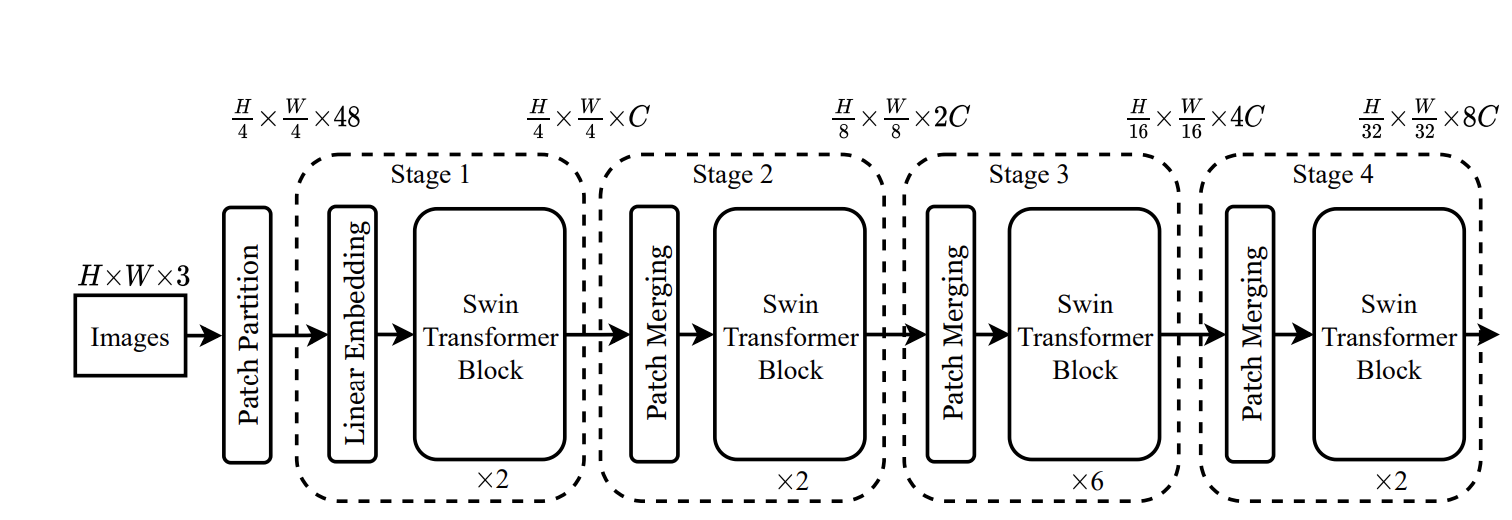 H/4 × W/4 × 48
H/4 × W/4 × C
H/8 × W/8 × 2C
H/16 × W/16 × 4C
H/32 × W/32 × 8C
Stage 1
Stage 2
Stage 3
Stage 4
H×W×3
Images
Patch Partition
Linear Embedding
Swin
Transformer
Block
×2
Patch Merging
Swin
Transformer
Block
×2
Patch Merging
Swin
Transformer
Block
×6
Patch Merging
Swin
Transformer
Block
×2